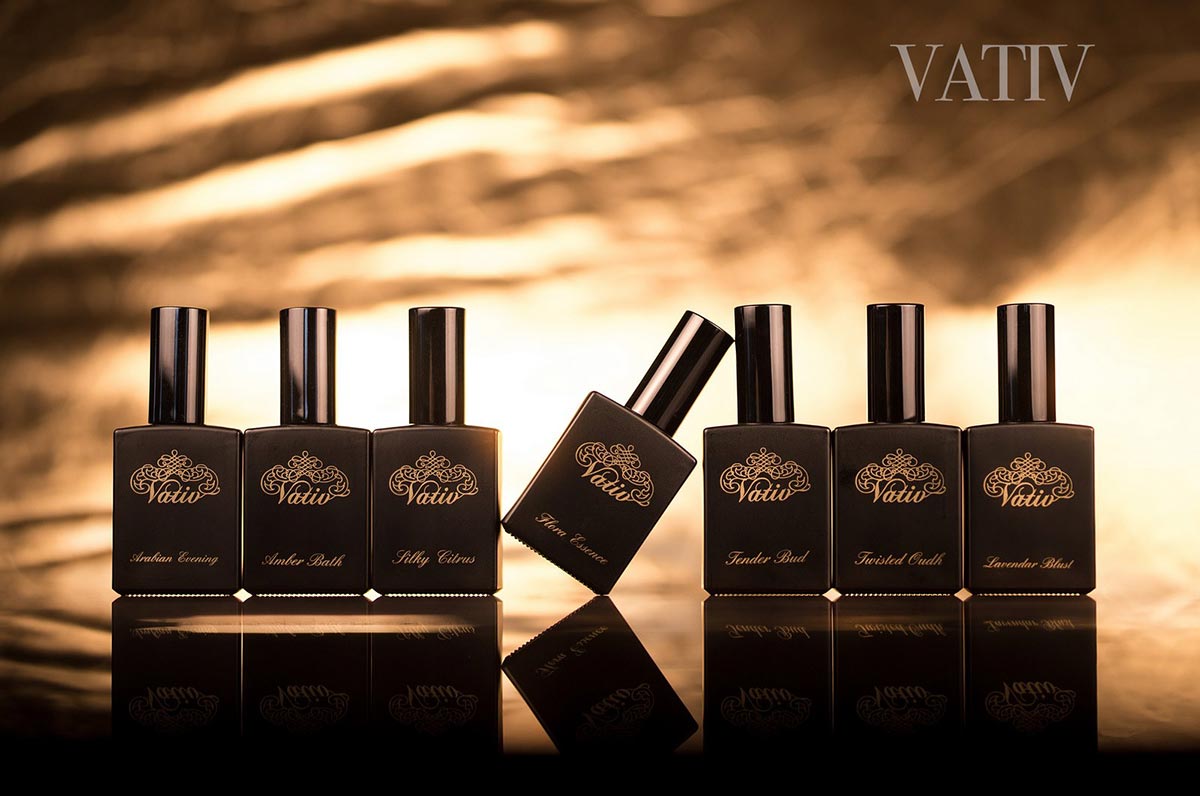 VATIV
Vativ
Arabian Evening
Vativ
Amber Bath
Vativ
Silky Citrus
Vativ
Flora Essence
Vativ
Tender Bud
Vativ
Twisted Oudh
Vativ
Lavendar Blust